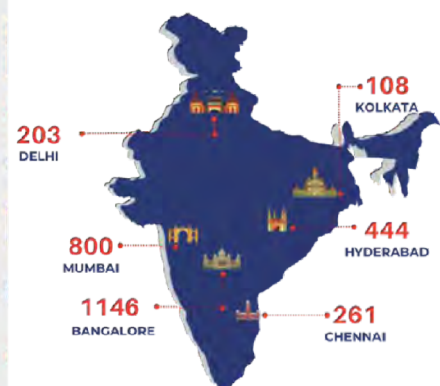 108
KOLKATA
203
DELHI
444
HYDERABAD
800
MUMBAI
1146
BANGALORE
261
CHENNAI